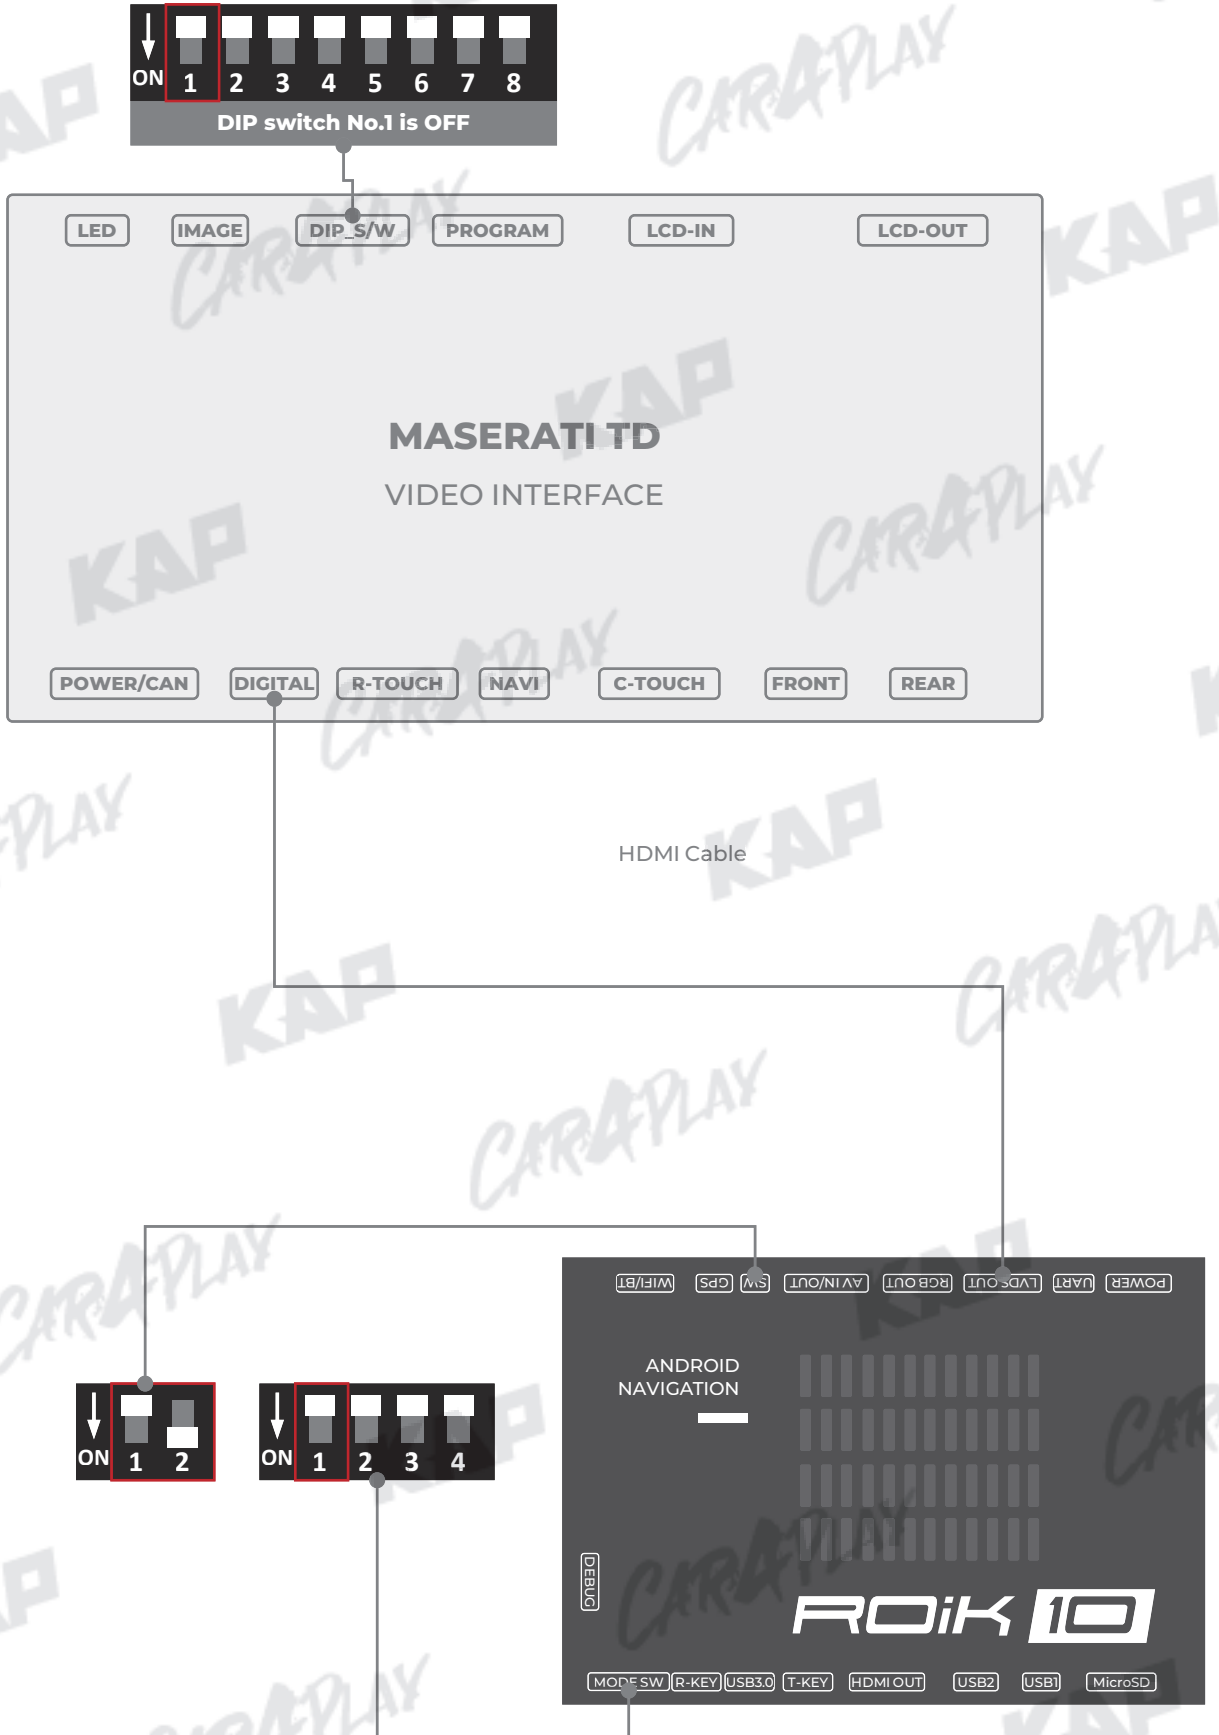 ON 1 2 3 4 5 6 7 8
DIP switch No.1 is OFF
LED IMAGE DIP_S/W PROGRAM LCD-IN LCD-OUT
MASERATI TD
VIDEO INTERFACE
POWER/CAN DIGITAL R-TOUCH NAVI C-TOUCH FRONT REAR
HDMI Cable
WIFI/BT GPS SW AV IN/OUT RGB OUT LVDS OUT UART POWER
ANDROID
NAVIGATION
ON 1 2
ON 1 2 3 4
DEBUG
ROiK 10
MODE SW R-KEY USB3.0 T-KEY HDMI OUT USB2 USB1 MicroSD
KAP
CARAPLAY